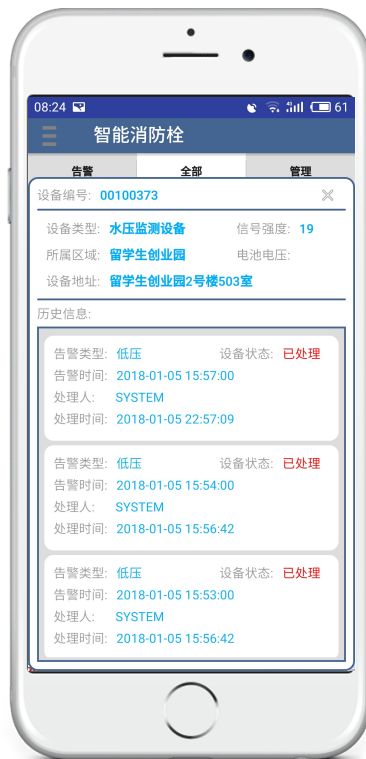 08:24 61
智能消防栓
告警 全部 管理
设备编号: 00100373
设备类型: 水压监测设备 信号强度: 19
所属区域: 留学生创业园 电池电压:
设备地址: 留学生创业园2号楼503室
历史信息:
告警类型: 低压 设备状态: 已处理
告警时间: 2018-01-05 15:57:00
处理人: SYSTEM
处理时间: 2018-01-05 22:57:09
告警类型: 低压 设备状态: 已处理
告警时间: 2018-01-05 15:54:00
处理人: SYSTEM
处理时间: 2018-01-05 15:56:42
告警类型: 低压 设备状态: 已处理
告警时间: 2018-01-05 15:53:00
处理人: SYSTEM
处理时间: 2018-01-05 15:56:42